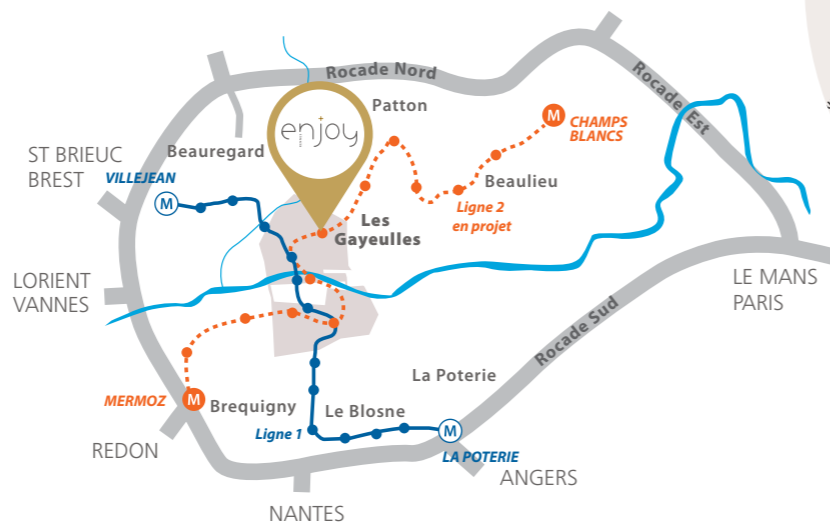 Rocade Nord
Rocade Est
Patton
enjoy
M
CHAMPS
BLANCS
Beauregard
ST BRIEUC
BREST
VILLEJEAN
M
Beaulieu
Ligne 2
en projet
Les
Gayeulles
LORIENT
VANNES
LE MANS
PARIS
Rocade Sud
La Poterie
MERMOZ
M
Brequigny
Le Blosne
Ligne 1
M
LA POTERIE
REDON
ANGERS
NANTES